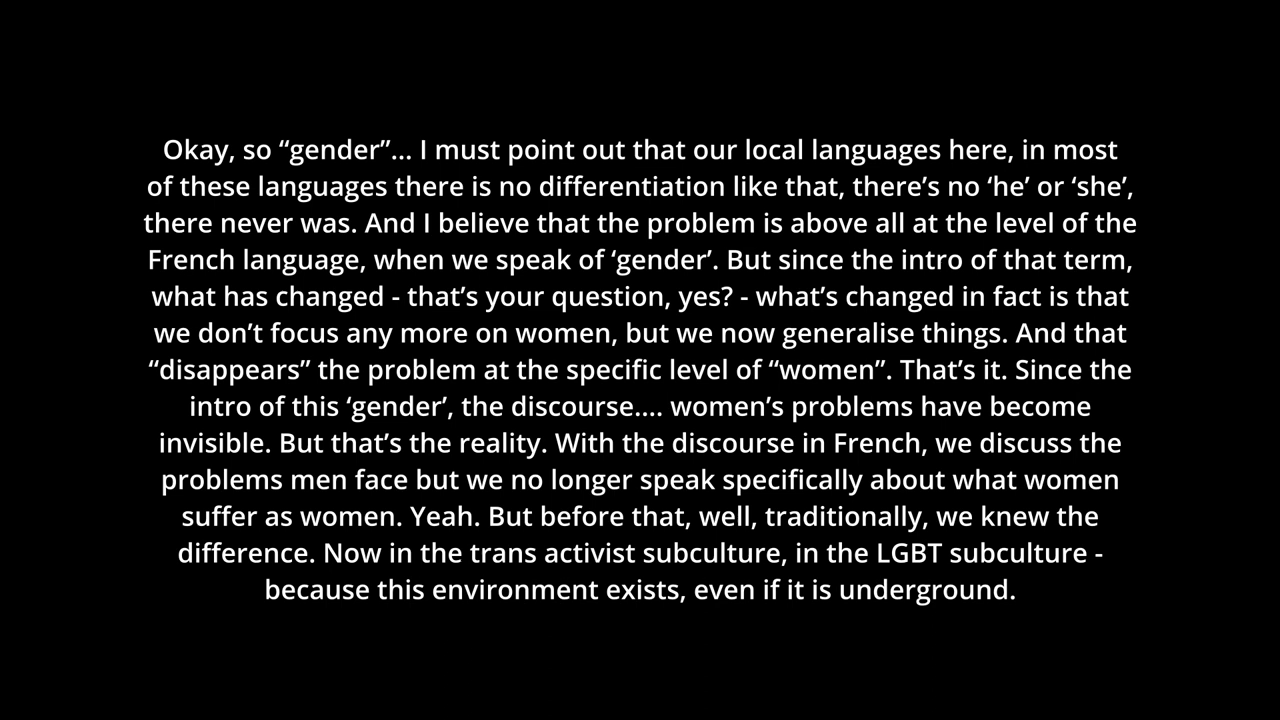 Okay, so “gender”... I must point out that our local languages here, in most
of these languages there is no differentiation like that, there’s no ‘he’ or ‘she’,
there never was. And I believe that the problem is above all at the level of the
French language, when we speak of ‘gender’. But since the intro of that term,
what has changed - that’s your question, yes? - what’s changed in fact is that
we don’t focus any more on women, but we now generalise things. And that
“disappears” the problem at the specific level of “women”. That’s it. Since the
intro of this ‘gender’, the discourse.... women’s problems have become
invisible. But that’s the reality. With the discourse in French, we discuss the
problems men face but we no longer speak specifically about what women
suffer as women. Yeah. But before that, well, traditionally, we knew the
difference. Now in the trans activist subculture, in the LGBT subculture -
because this environment exists, even if it is underground.